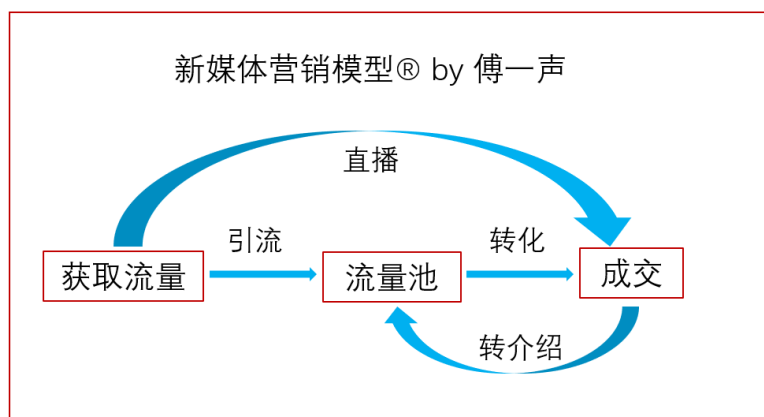 新媒体营销模型® by 傅一声
直播
引流
转化
获取流量
流量池
成交
转介绍